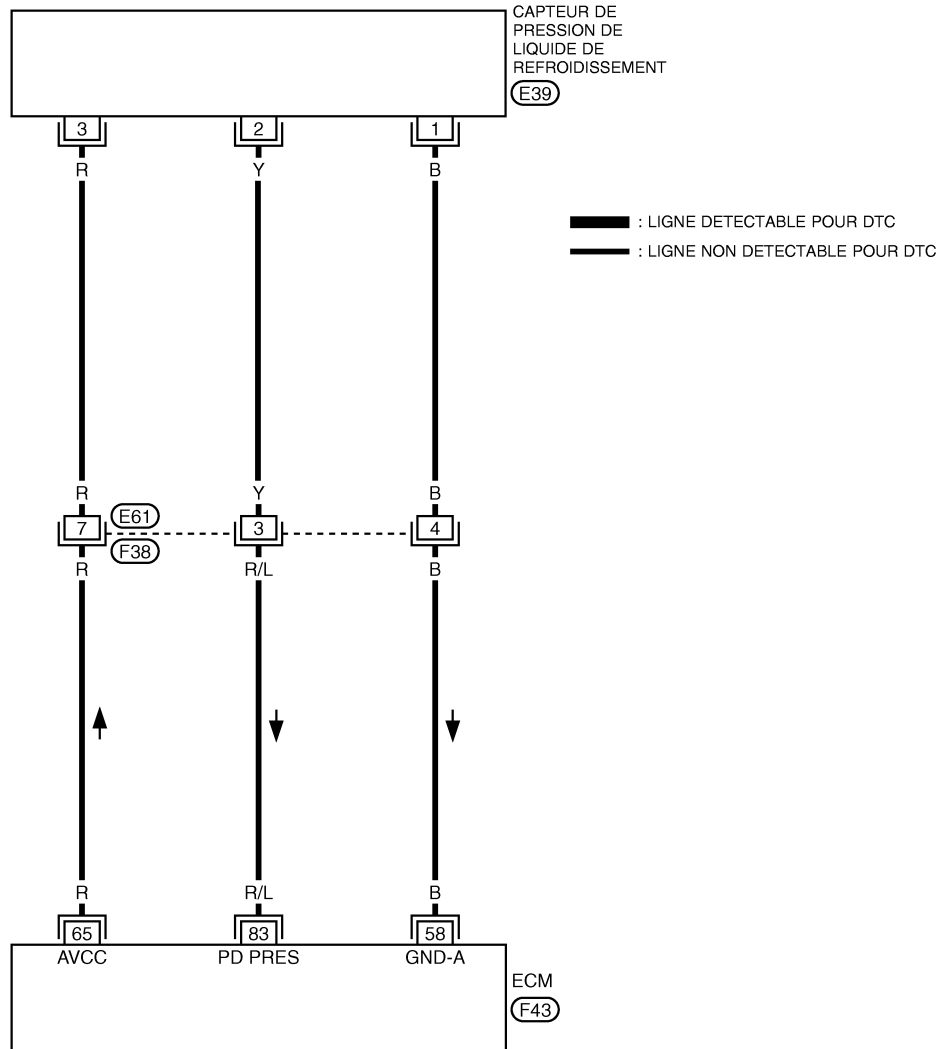 CAPTEUR DE
PRESSION DE
LIQUIDE DE
REFROIDISSEMENT
E39
3 2 1
R Y B
: LIGNE DETECTABLE POUR DTC
: LIGNE NON DETECTABLE POUR DTC
R Y B
E61
7 3 4
F38
R R/L B
R R/L B
65 83 58
AVCC PD PRES GND-A
ECM
F43